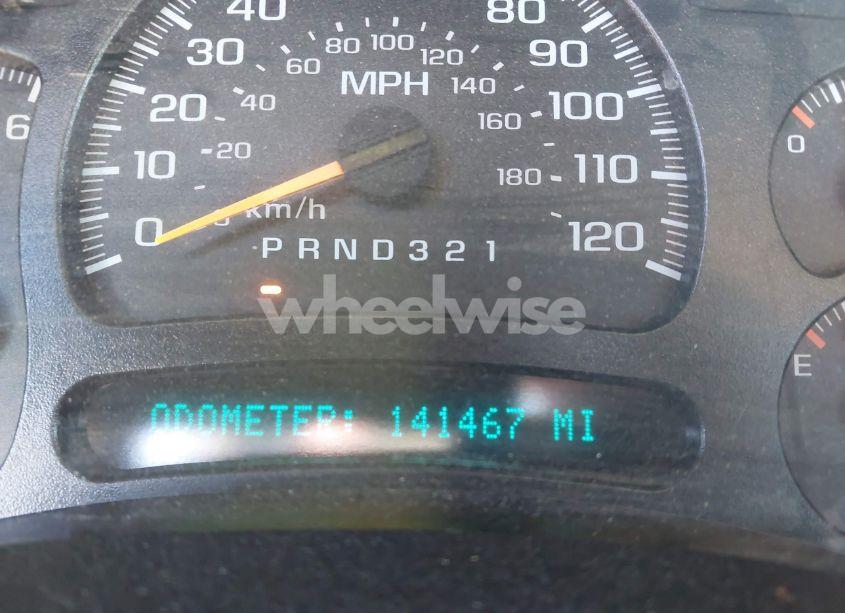 40 80
30 60 80 100 120 90
MPH 140
6 20 40 100 O
160
10 20 180 110
0 km/h 120
PRND321 E
wheelwise
ODOMETER: 141467 MI